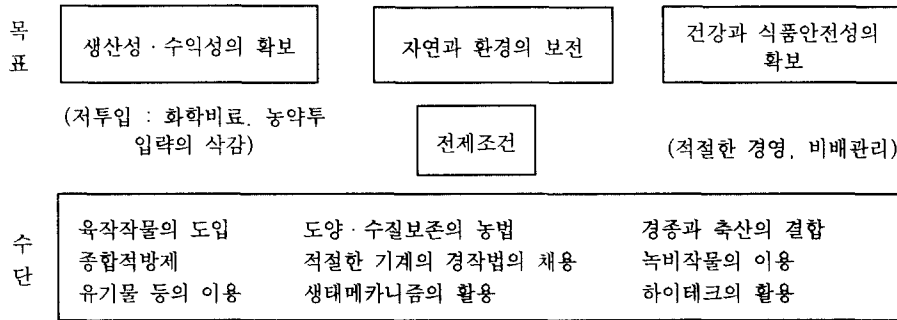 목표
생산성 · 수익성의 확보
자연과 환경의 보전
건강과 식품안전성의
확보
(저투입 : 화학비료, 농약투
입략의 삭감)
전제조건
(적절한 경영, 비배관리)
수단
육작작물의 도입 도양 · 수질보존의 농법 경종과 축산의 결합
종합적방제 적절한 기계의 경작법의 채용 녹비작물의 이용
유기물 등의 이용 생태메카니즘의 활용 하이테크의 활용